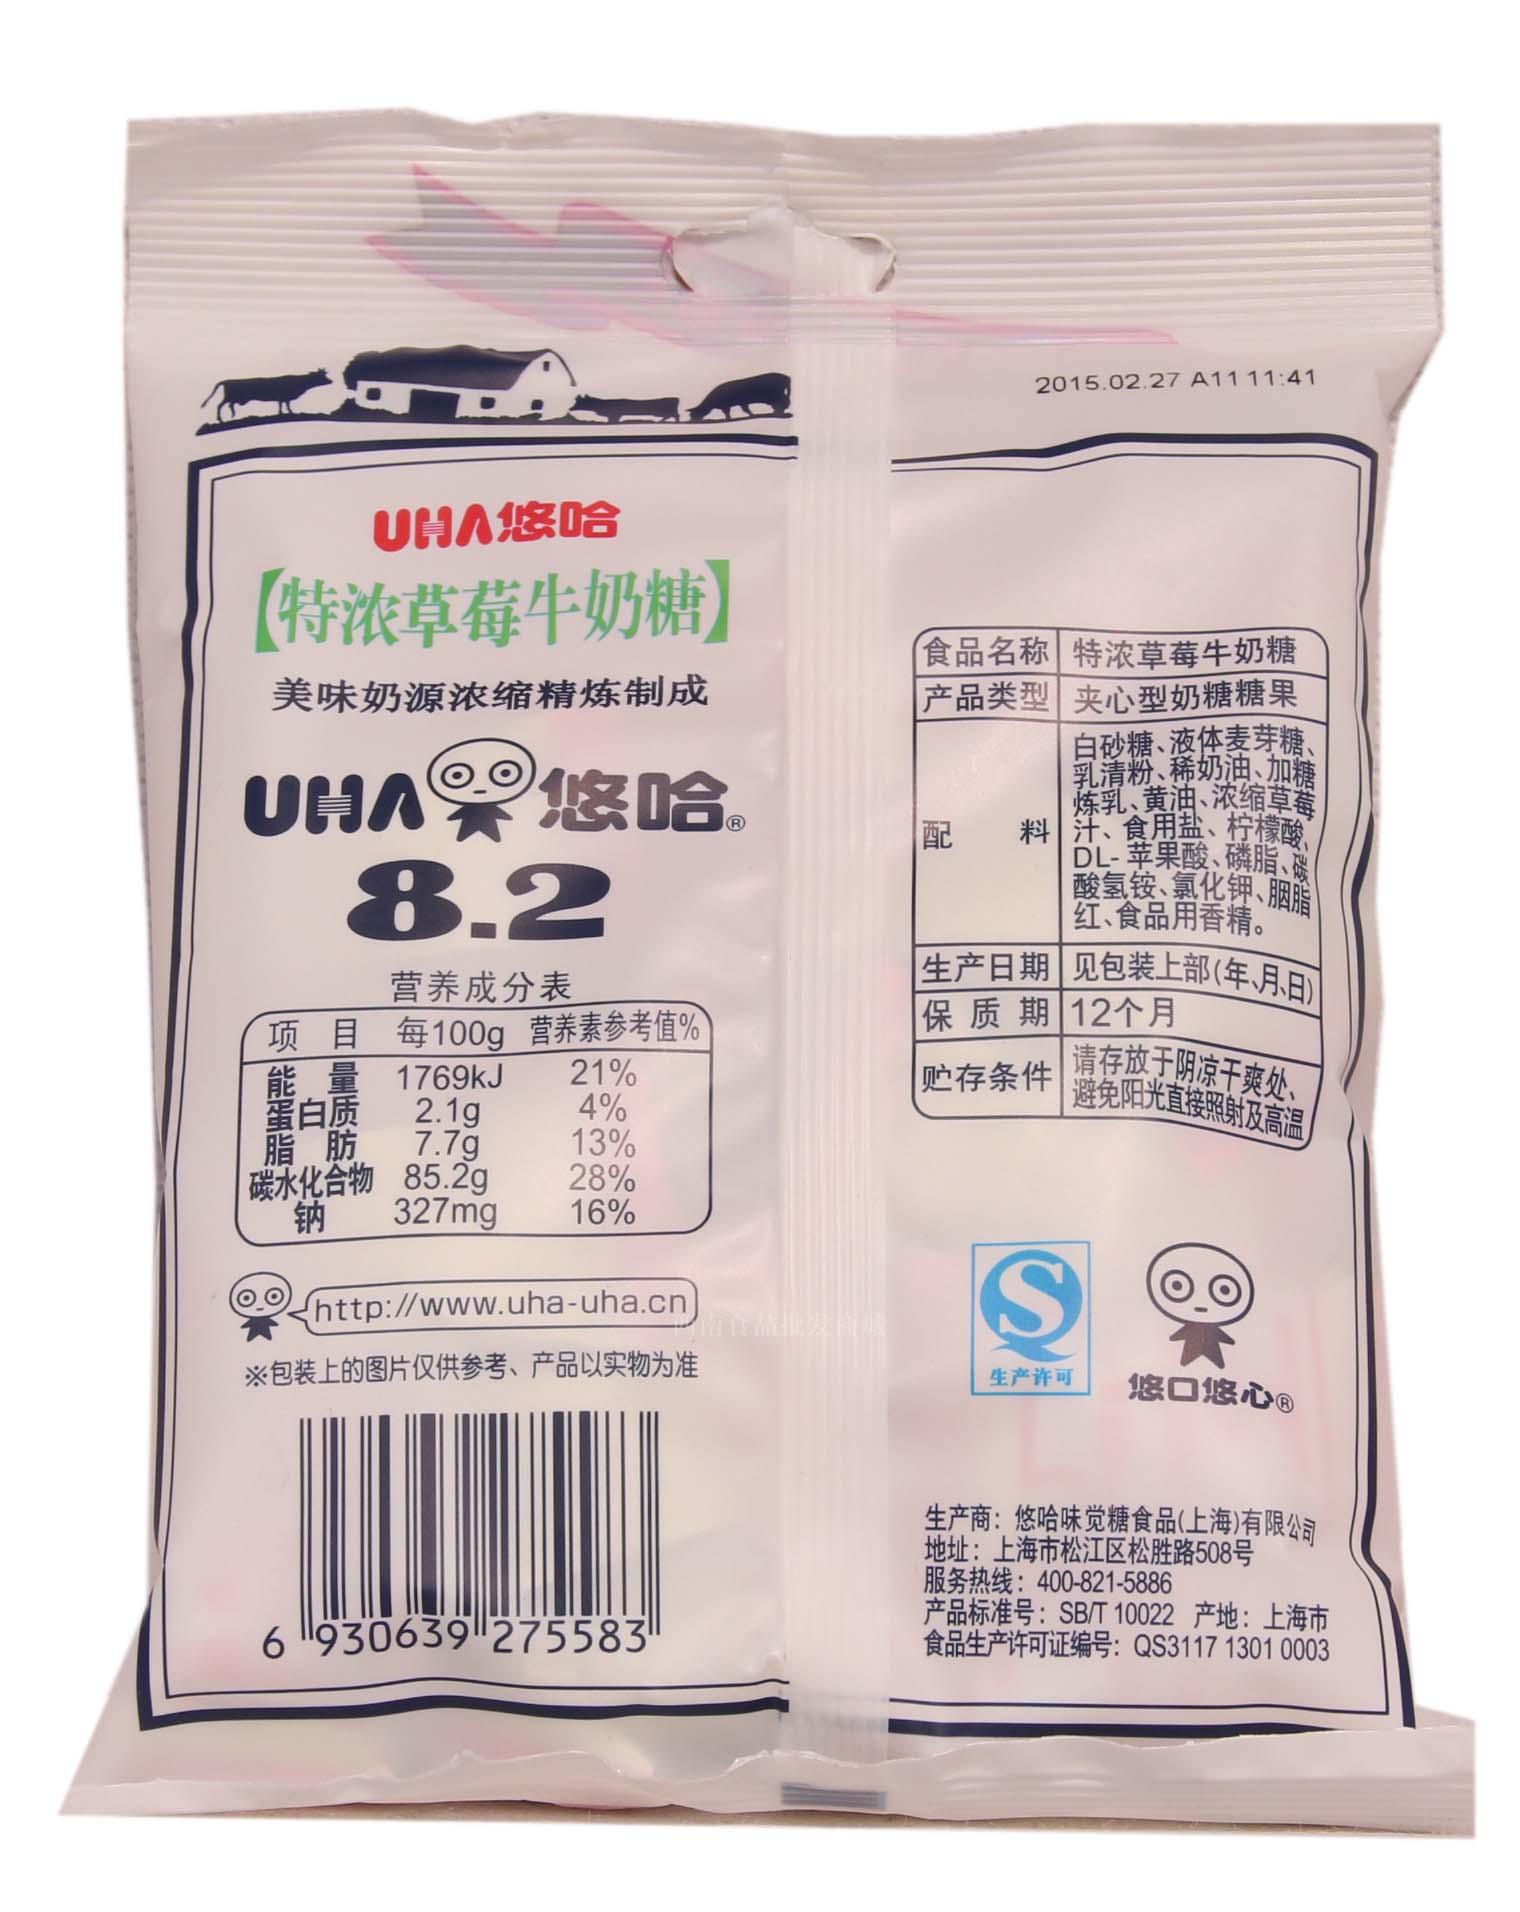 2015.02.27 A11 11:41
UHA悠哈
【特浓草莓牛奶糖】
美味奶源浓缩精炼制成
UHA悠哈®
8.2
营养成分表
项 目 每100g 营养素参考值%
能 量 1769kJ 21%
蛋白质 2.1g 4%
脂 肪 7.7g 13%
碳水化合物 85.2g 28%
钠 327mg 16%
http://www.uha-uha.cn
※包装上的图片仅供参考、产品以实物为准
6 930639 275583
食品名称 特浓草莓牛奶糖
产品类型 夹心型奶糖糖果
配 料 白砂糖、液体麦芽糖、
乳清粉、稀奶油、加糖
炼乳、黄油、浓缩草莓
汁、食用盐、柠檬酸、
DL-苹果酸、磷脂、碳
酸氢铵、氯化钾、胭脂
红、食品用香精。
生产日期 见包装上部(年、月、日)
保 质 期 12个月
贮存条件 请存放于阴凉干爽处、
避免阳光直接照射及高温
生产许可
悠口悠心®
生产商：悠哈味觉糖食品(上海)有限公司
地址：上海市松江区松胜路508号
服务热线：400-821-5886
产品标准号：SB/T 10022 产地：上海市
食品生产许可证编号：QS3117 1301 0003
南食品批发商城